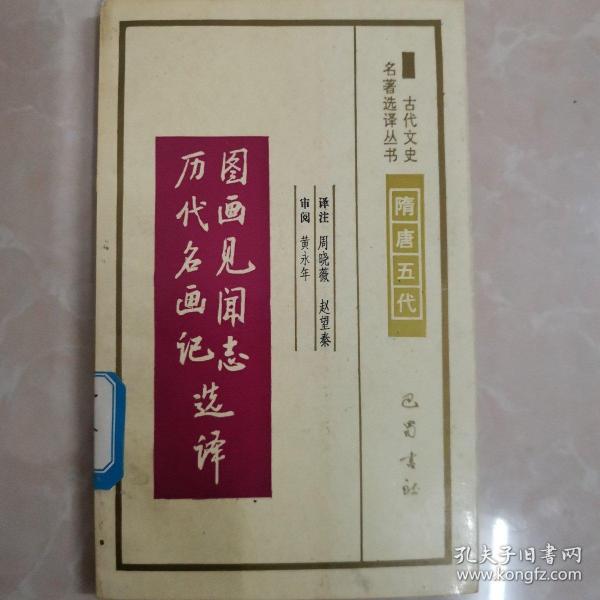 古代文史
名著选译丛书
隋唐五代
巴蜀书社
译注 周晓薇 赵望秦
审阅 黄永年
图画见闻志
历代名画记
选译
孔夫子旧书网
www.kongfz.com